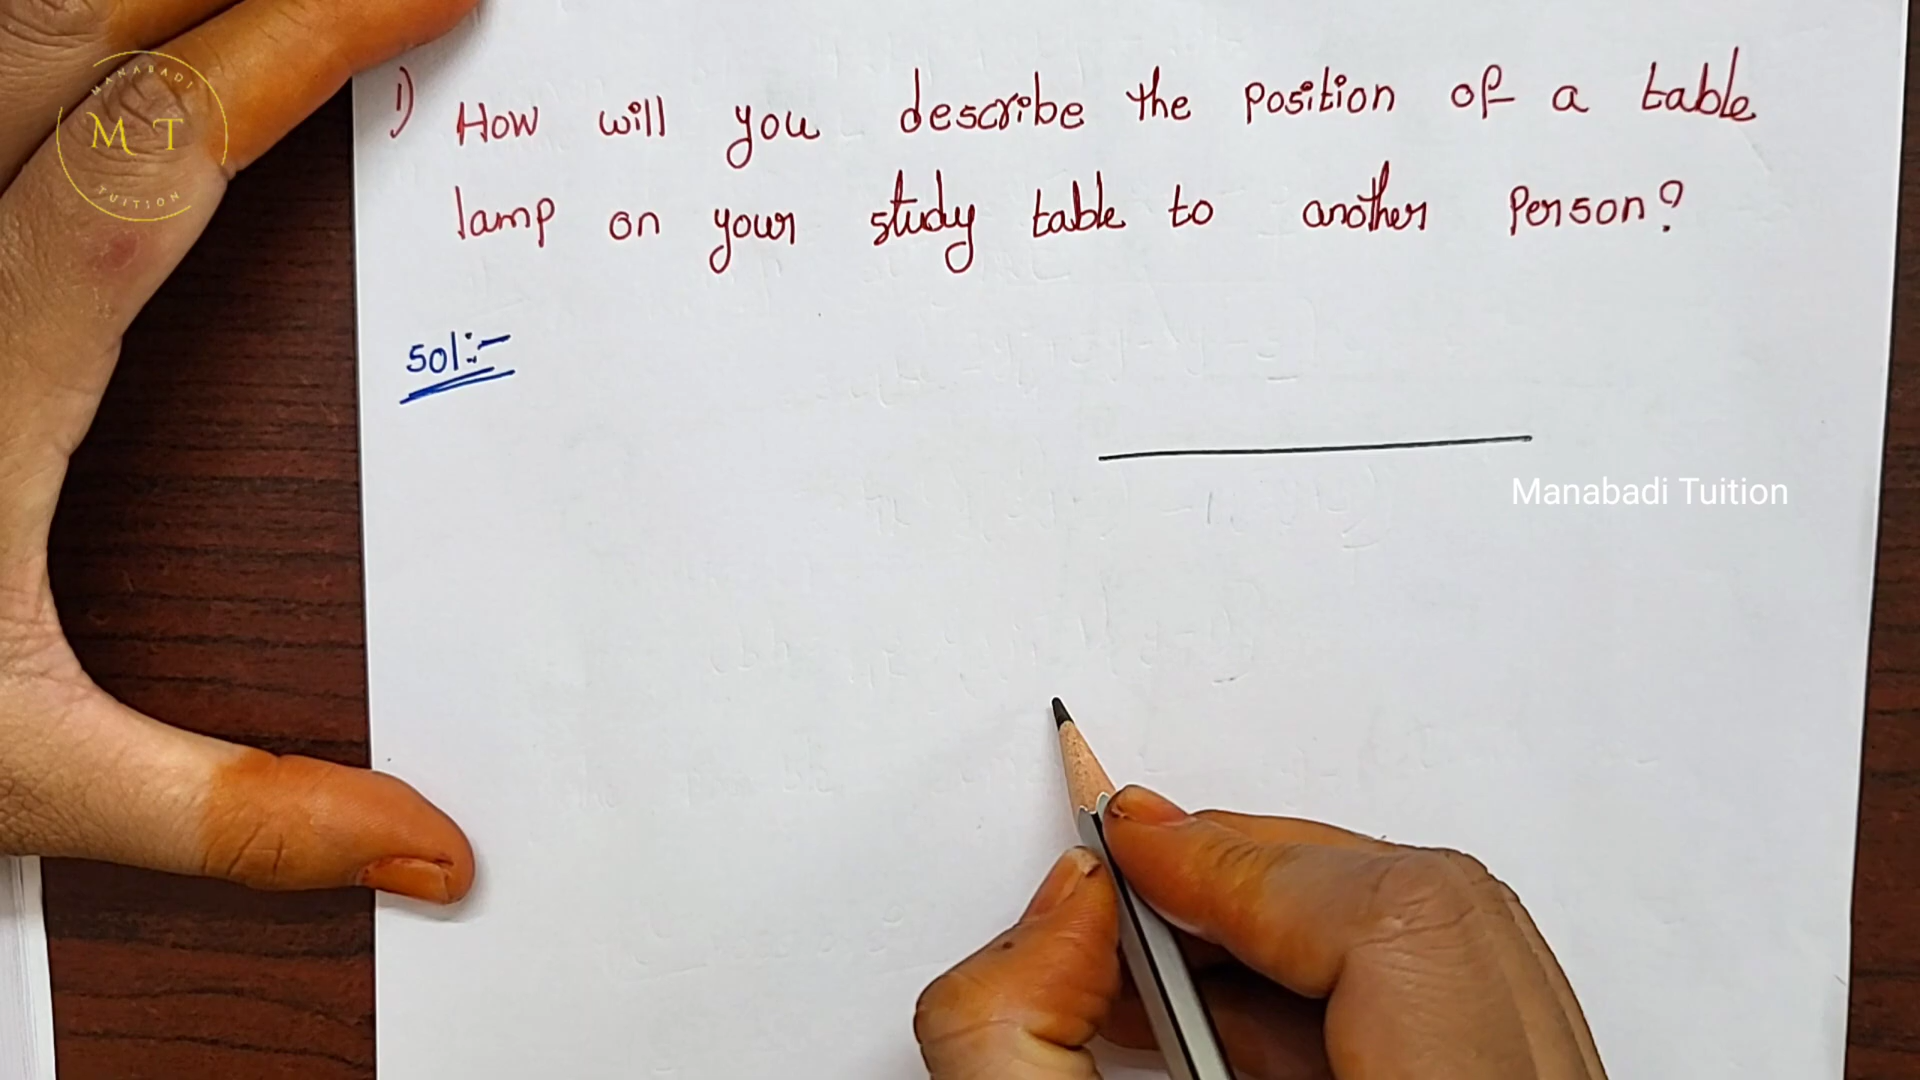 MANABADI
M T
TUITION
1) How will you describe the position of a table
lamp on your study table to another person?
Sol:-
Manabadi Tuition